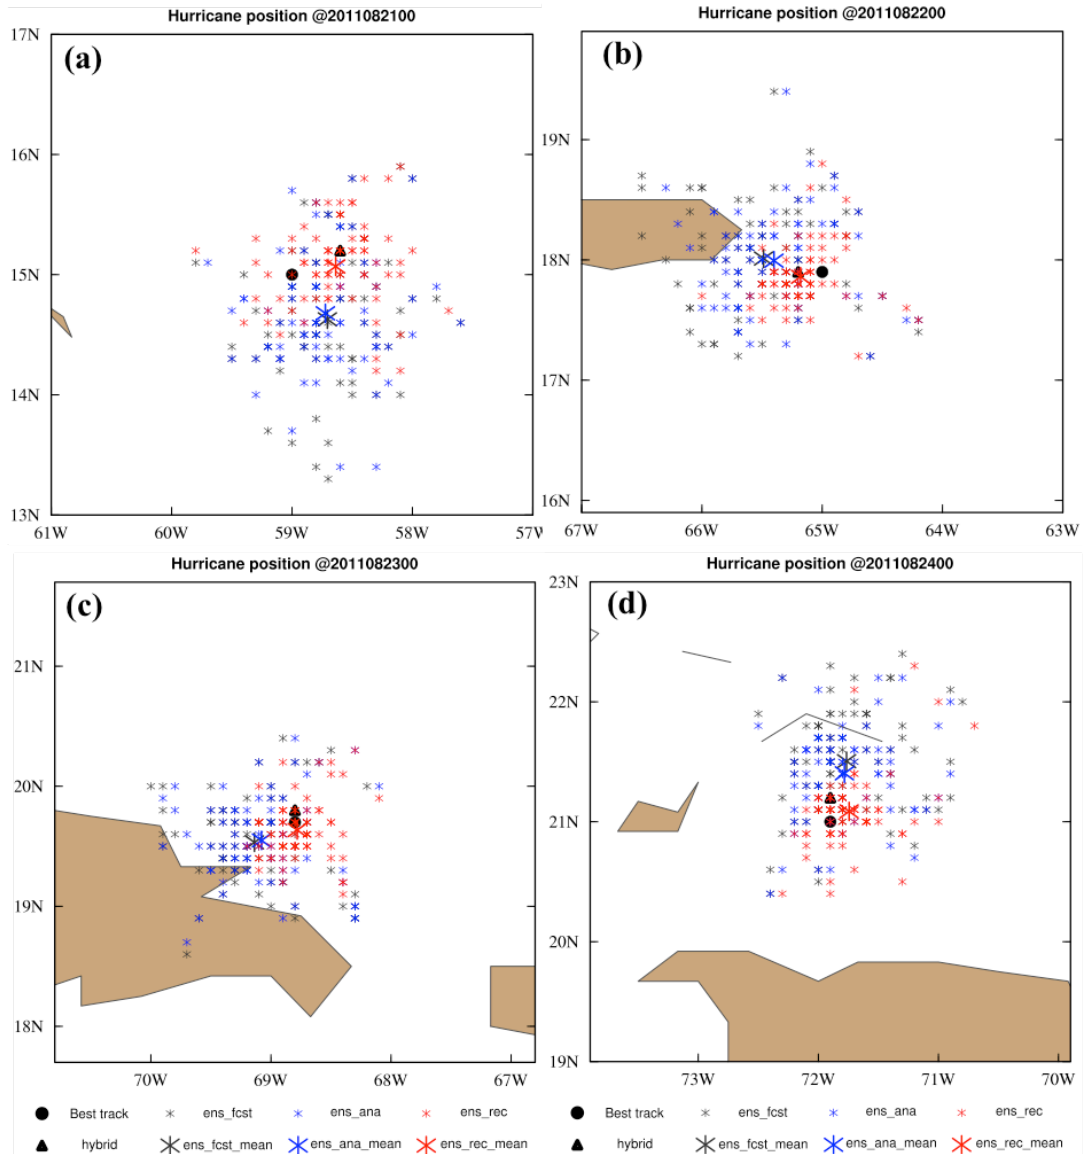 Hurricane position @2011082100
(a)
17N
16N
15N
14N
13N
61W 60W 59W 58W 57W
Hurricane position @2011082200
(b)
19N
18N
17N
16N
67W 66W 65W 64W 63W
Hurricane position @2011082300
(c)
21N
20N
19N
18N
70W 69W 68W 67W
Hurricane position @2011082400
(d)
23N
22N
21N
20N
19N
73W 72W 71W 70W
Best track ens_fcst ens_ana ens_rec
hybrid ens_fcst_mean ens_ana_mean ens_rec_mean
Best track ens_fcst ens_ana ens_rec
hybrid ens_fcst_mean ens_ana_mean ens_rec_mean